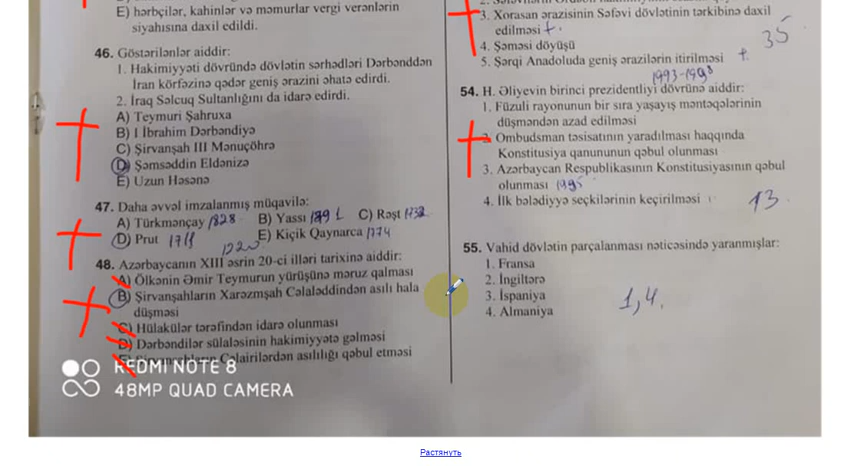 E) hərbçilər, kahinlər və məmurlar vergi verənlərin
siyahısına daxil edildi.
46. Göstərilənlər aiddir:
1. Hakimiyyəti dövründə dövlətin sərhədləri Dərbənddən
İran körfəzinə qədər geniş ərazini əhatə edirdi.
2. İraq Səlcuq Sultanlığını da idarə edirdi.
A) Teymuri Şahruxa
B) I İbrahim Dərbəndiyə
C) Şirvanşah III Mənuçöhrə
D) Şəmsəddin Eldənizə
E) Uzun Həsənə
47. Daha əvvəl imzalanmış müqavilə:
A) Türkmənçay 1828 B) Yassı C) Rəşt 1732
D) Prut 1711 E) Kiçik Qaynarca 1774
1220
48. Azərbaycanın XIII əsrin 20-ci illəri tarixinə aiddir:
A) Ölkənin Əmir Teymurun yürüşünə məruz qalması
B) Şirvanşahların Xarəzmşah Cəlaləddindən asılı hala
düşməsi
C) Hülakülər tərəfindən idarə olunması
D) Dərbəndilər sülaləsinin hakimiyyətə gəlməsi
E) Şirvanşahların Cəlairilərdən asılılığı qəbul etməsi
REDMI NOTE 8
48MP QUAD CAMERA
3. Xorasan ərazisinin Səfəvi dövlətinin tərkibinə daxil
edilməsi +.
35
4. Şəməsi döyüşü
5. Şərqi Anadoluda geniş ərazilərin itirilməsi +.
1993-1998
54. H. Əliyevin birinci prezidentliyi dövrünə aiddir:
1. Füzuli rayonunun bir sıra yaşayış məntəqələrinin
düşməndən azad edilməsi
2. Ombudsman təsisatının yaradılması haqqında
Konstitusiya qanununun qəbul olunması
3. Azərbaycan Respublikasının Konstitusiyasının qəbul
olunması 1995
4. İlk bələdiyyə seçkilərinin keçirilməsi
13.
55. Vahid dövlətin parçalanması nəticəsində yaranmışlar:
1. Fransa
2. İngiltərə
3. İspaniya
4. Almaniya
1,4.
Растянуть